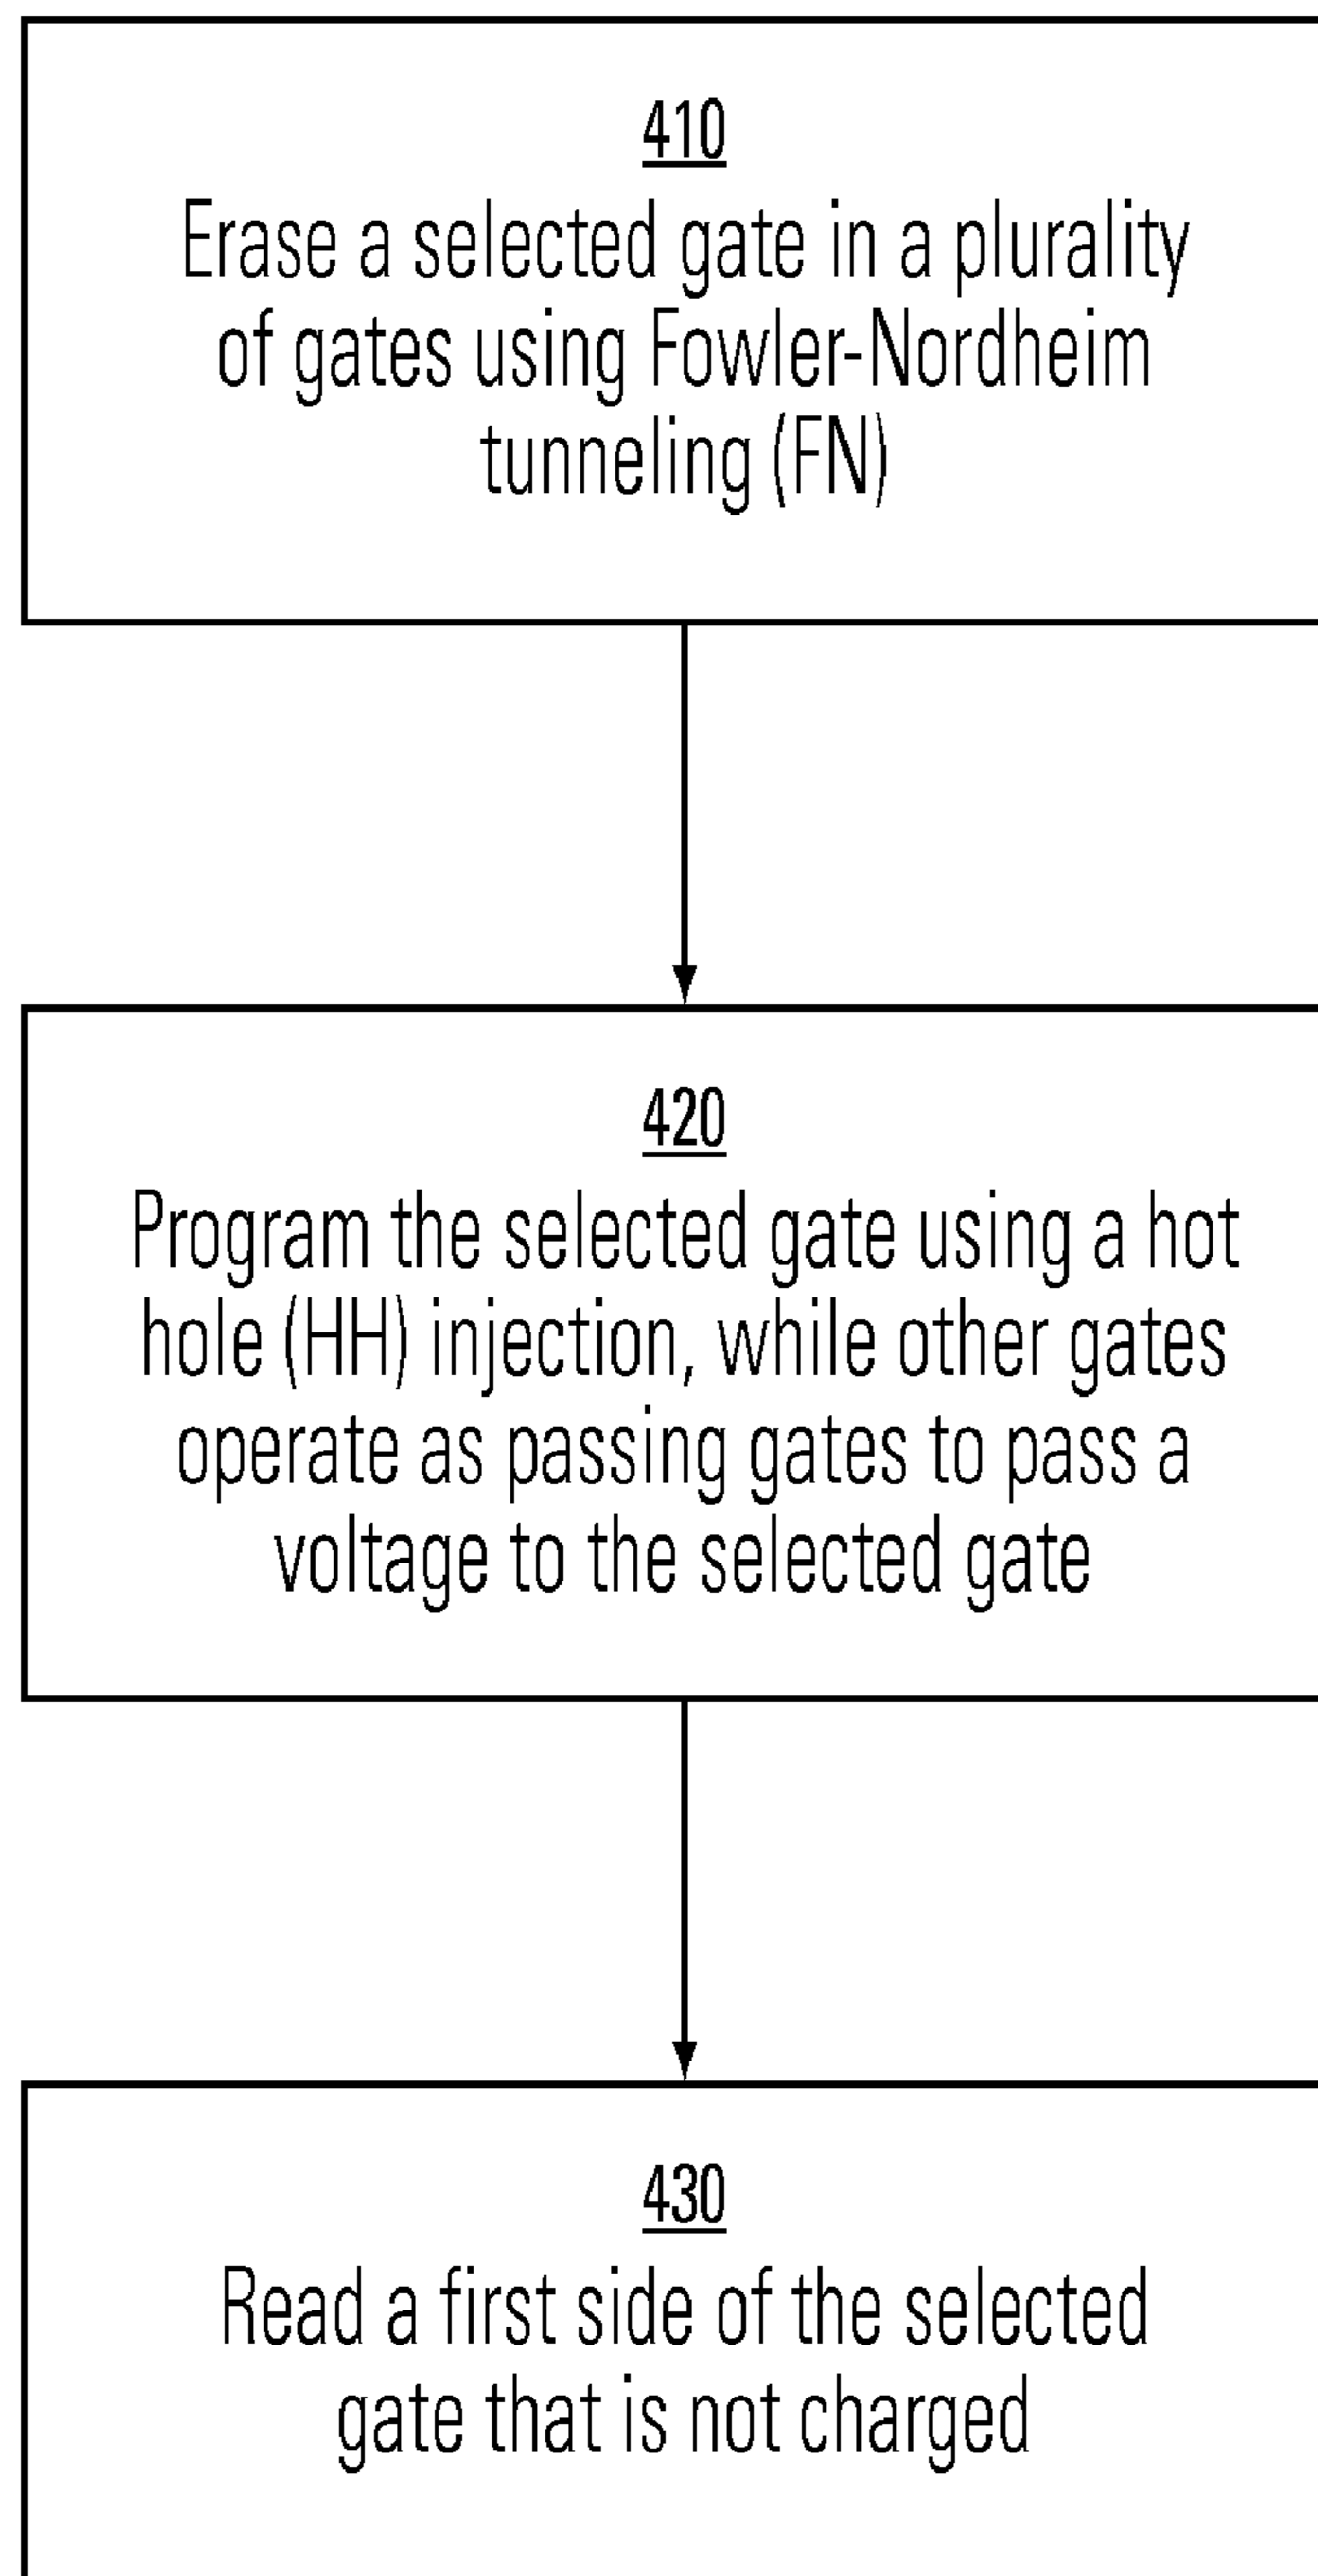 410
Erase a selected gate in a plurality
of gates using Fowler-Nordheim
tunneling (FN)
420
Program the selected gate using a hot
hole (HH) injection, while other gates
operate as passing gates to pass a
voltage to the selected gate
430
Read a first side of the selected
gate that is not charged